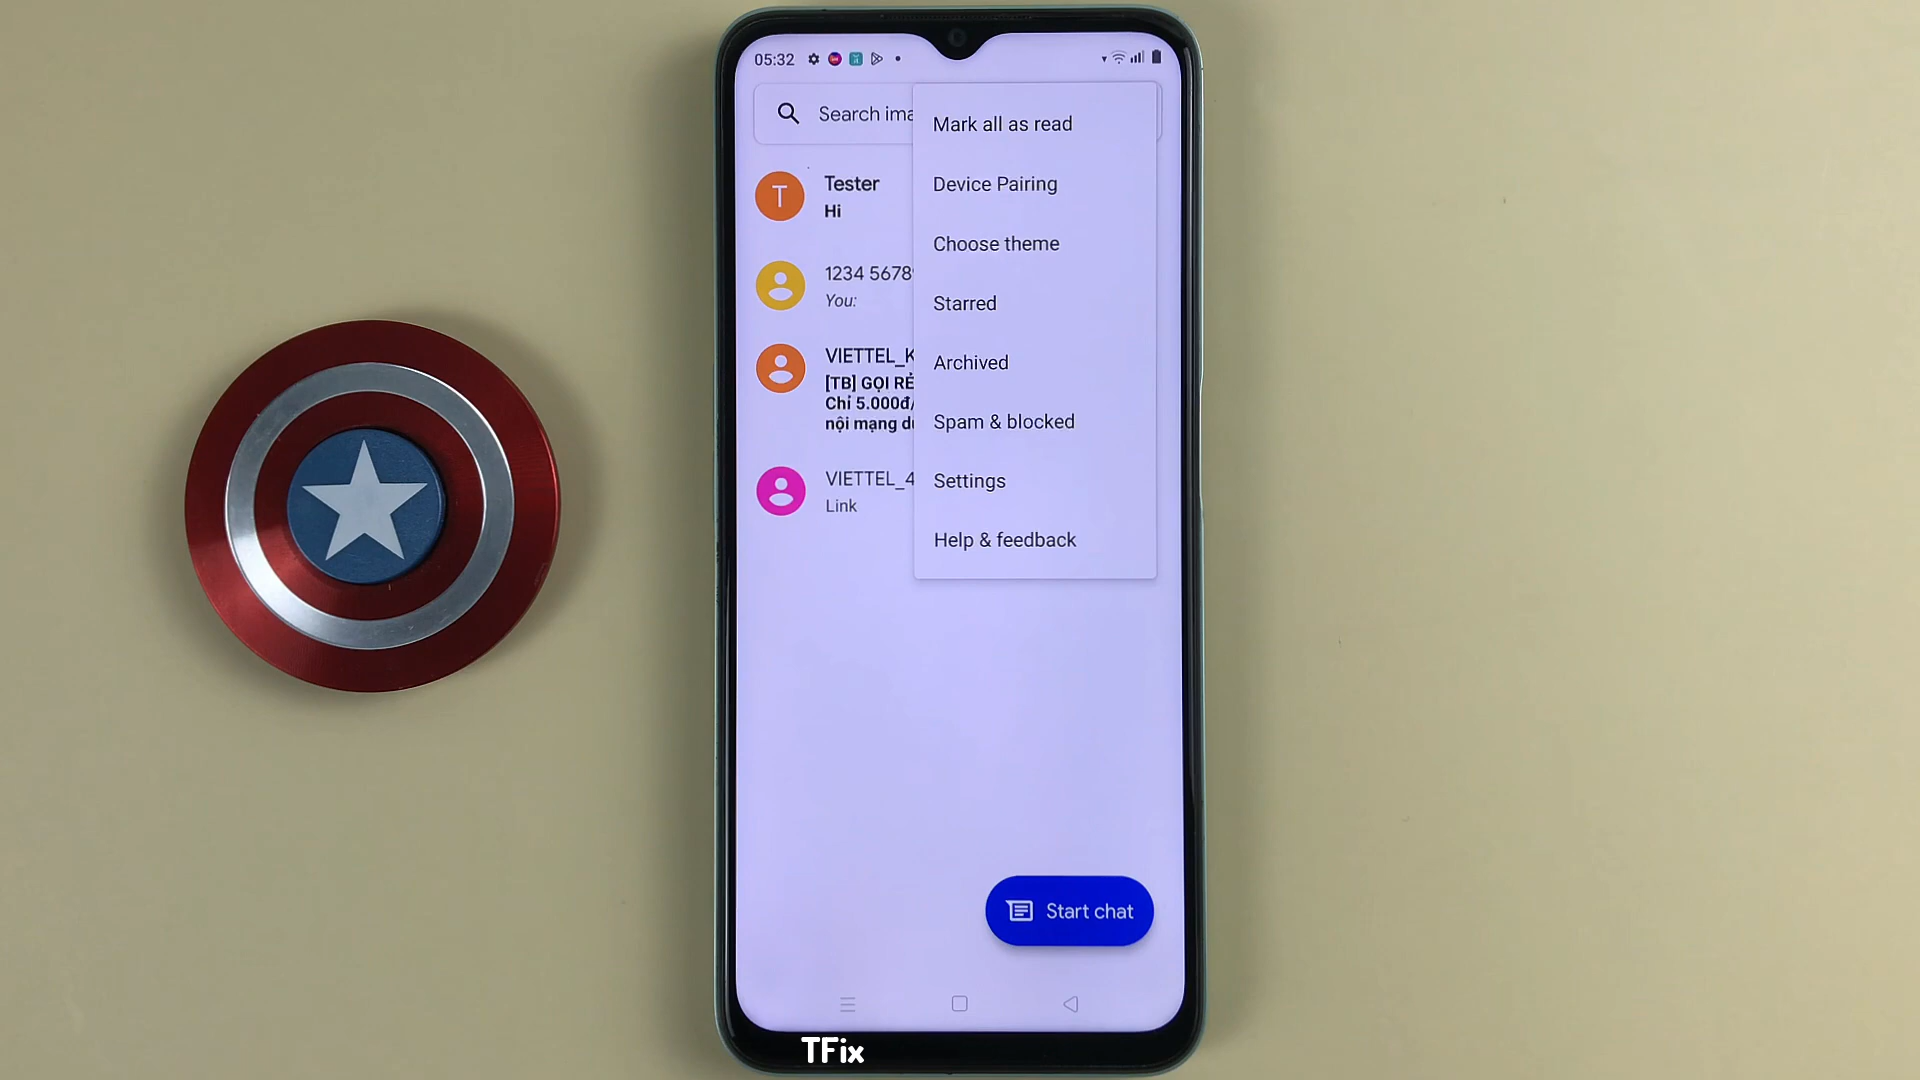 05:32
Search ima
Mark all as read
Device Pairing
Choose theme
Starred
Archived
Spam & blocked
Settings
Help & feedback
T
Tester
Hi
1234 5678
You:
VIETTEL_K
[TB] GỌI RẺ
Chỉ 5.000đ/
nội mạng
VIETTEL_4
Link
Start chat
TFix